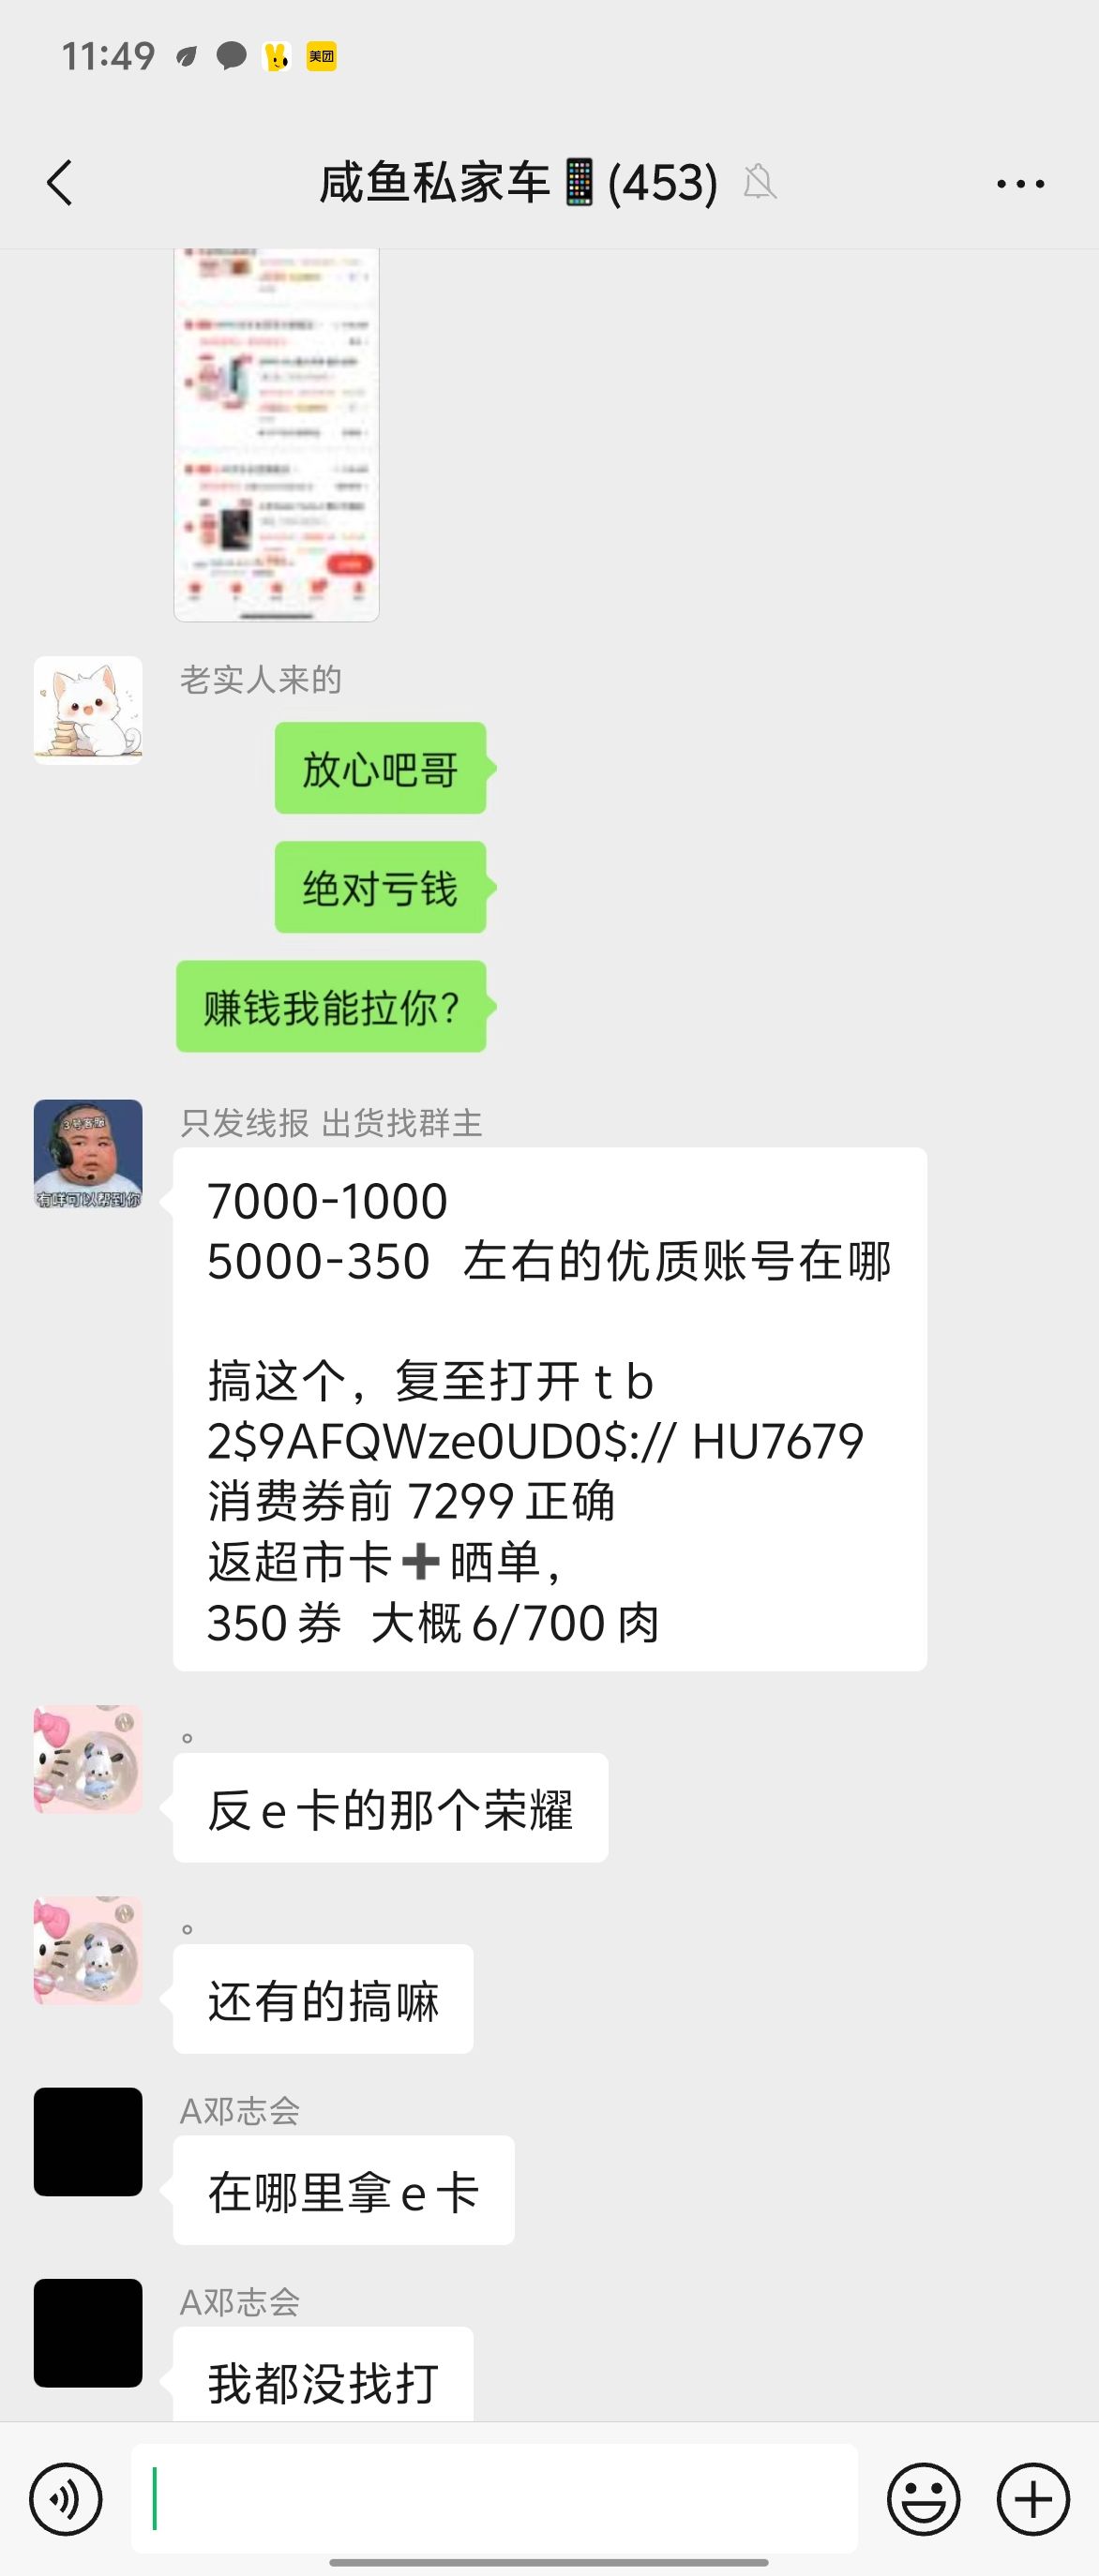 11:49
美团
咸鱼私家车📱(453)
老实人来的
放心吧哥
绝对亏钱
赚钱我能拉你?
3号客服
有咩可以帮到你
只发线报 出货找群主
7000-1000
5000-350 左右的优质账号在哪
搞这个，复至打开 t b
2$9AFQWze0UD0$:// HU7679
消费券前 7299 正确
返超市卡➕晒单，
350 券 大概 6/700 肉
。
反 e 卡的那个荣耀
。
还有的搞嘛
A邓志会
在哪里拿 e 卡
A邓志会
我都没找打